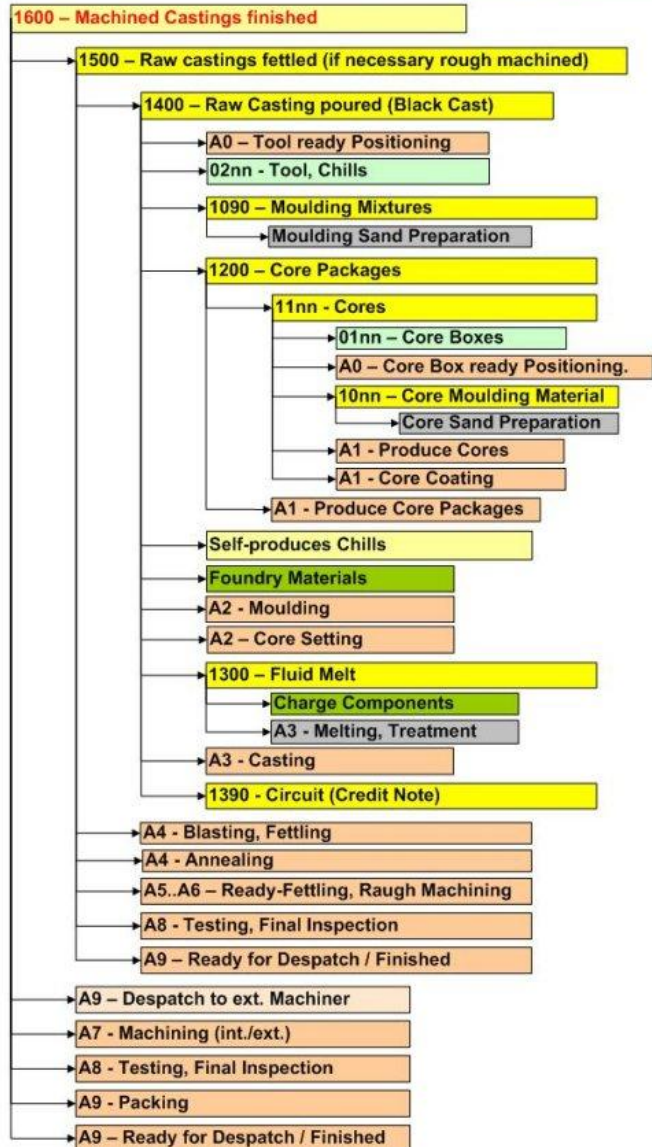 1600 – Machined Castings finished
1500 – Raw castings fettled (if necessary rough machined)
1400 – Raw Casting poured (Black Cast)
A0 – Tool ready Positioning
02nn - Tool, Chills
1090 – Moulding Mixtures
Moulding Sand Preparation
1200 – Core Packages
11nn - Cores
01nn – Core Boxes
A0 – Core Box ready Positioning.
10nn – Core Moulding Material
Core Sand Preparation
A1 - Produce Cores
A1 - Core Coating
A1 - Produce Core Packages
Self-produces Chills
Foundry Materials
A2 - Moulding
A2 – Core Setting
1300 – Fluid Melt
Charge Components
A3 - Melting, Treatment
A3 - Casting
1390 - Circuit (Credit Note)
A4 - Blasting, Fettling
A4 - Annealing
A5..A6 – Ready-Fettling, Raugh Machining
A8 - Testing, Final Inspection
A9 – Ready for Despatch / Finished
A9 – Despatch to ext. Machiner
A7 - Machining (int./ext.)
A8 - Testing, Final Inspection
A9 - Packing
A9 – Ready for Despatch / Finished